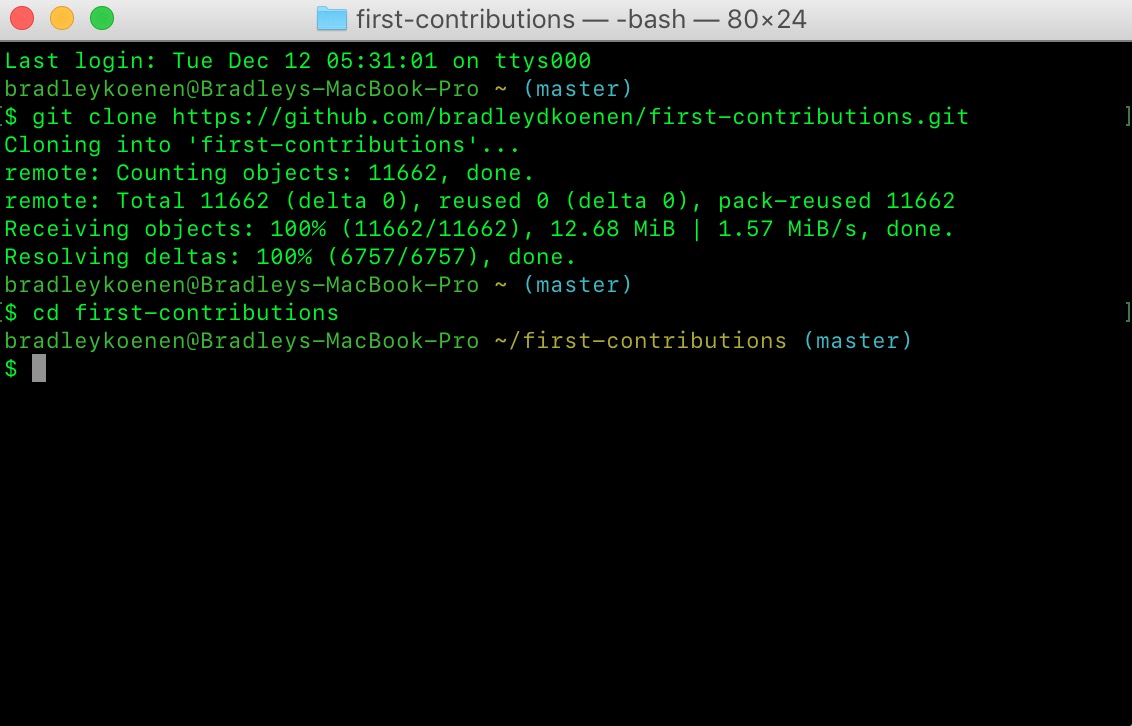 first-contributions — -bash — 80×24
Last login: Tue Dec 12 05:31:01 on ttys000
bradleykoenen@Bradleys-MacBook-Pro ~ (master)
[$ git clone https://github.com/bradleydkoenen/first-contributions.git ]
Cloning into 'first-contributions'...
remote: Counting objects: 11662, done.
remote: Total 11662 (delta 0), reused 0 (delta 0), pack-reused 11662
Receiving objects: 100% (11662/11662), 12.68 MiB | 1.57 MiB/s, done.
Resolving deltas: 100% (6757/6757), done.
bradleykoenen@Bradleys-MacBook-Pro ~ (master)
[$ cd first-contributions ]
bradleykoenen@Bradleys-MacBook-Pro ~/first-contributions (master)
$